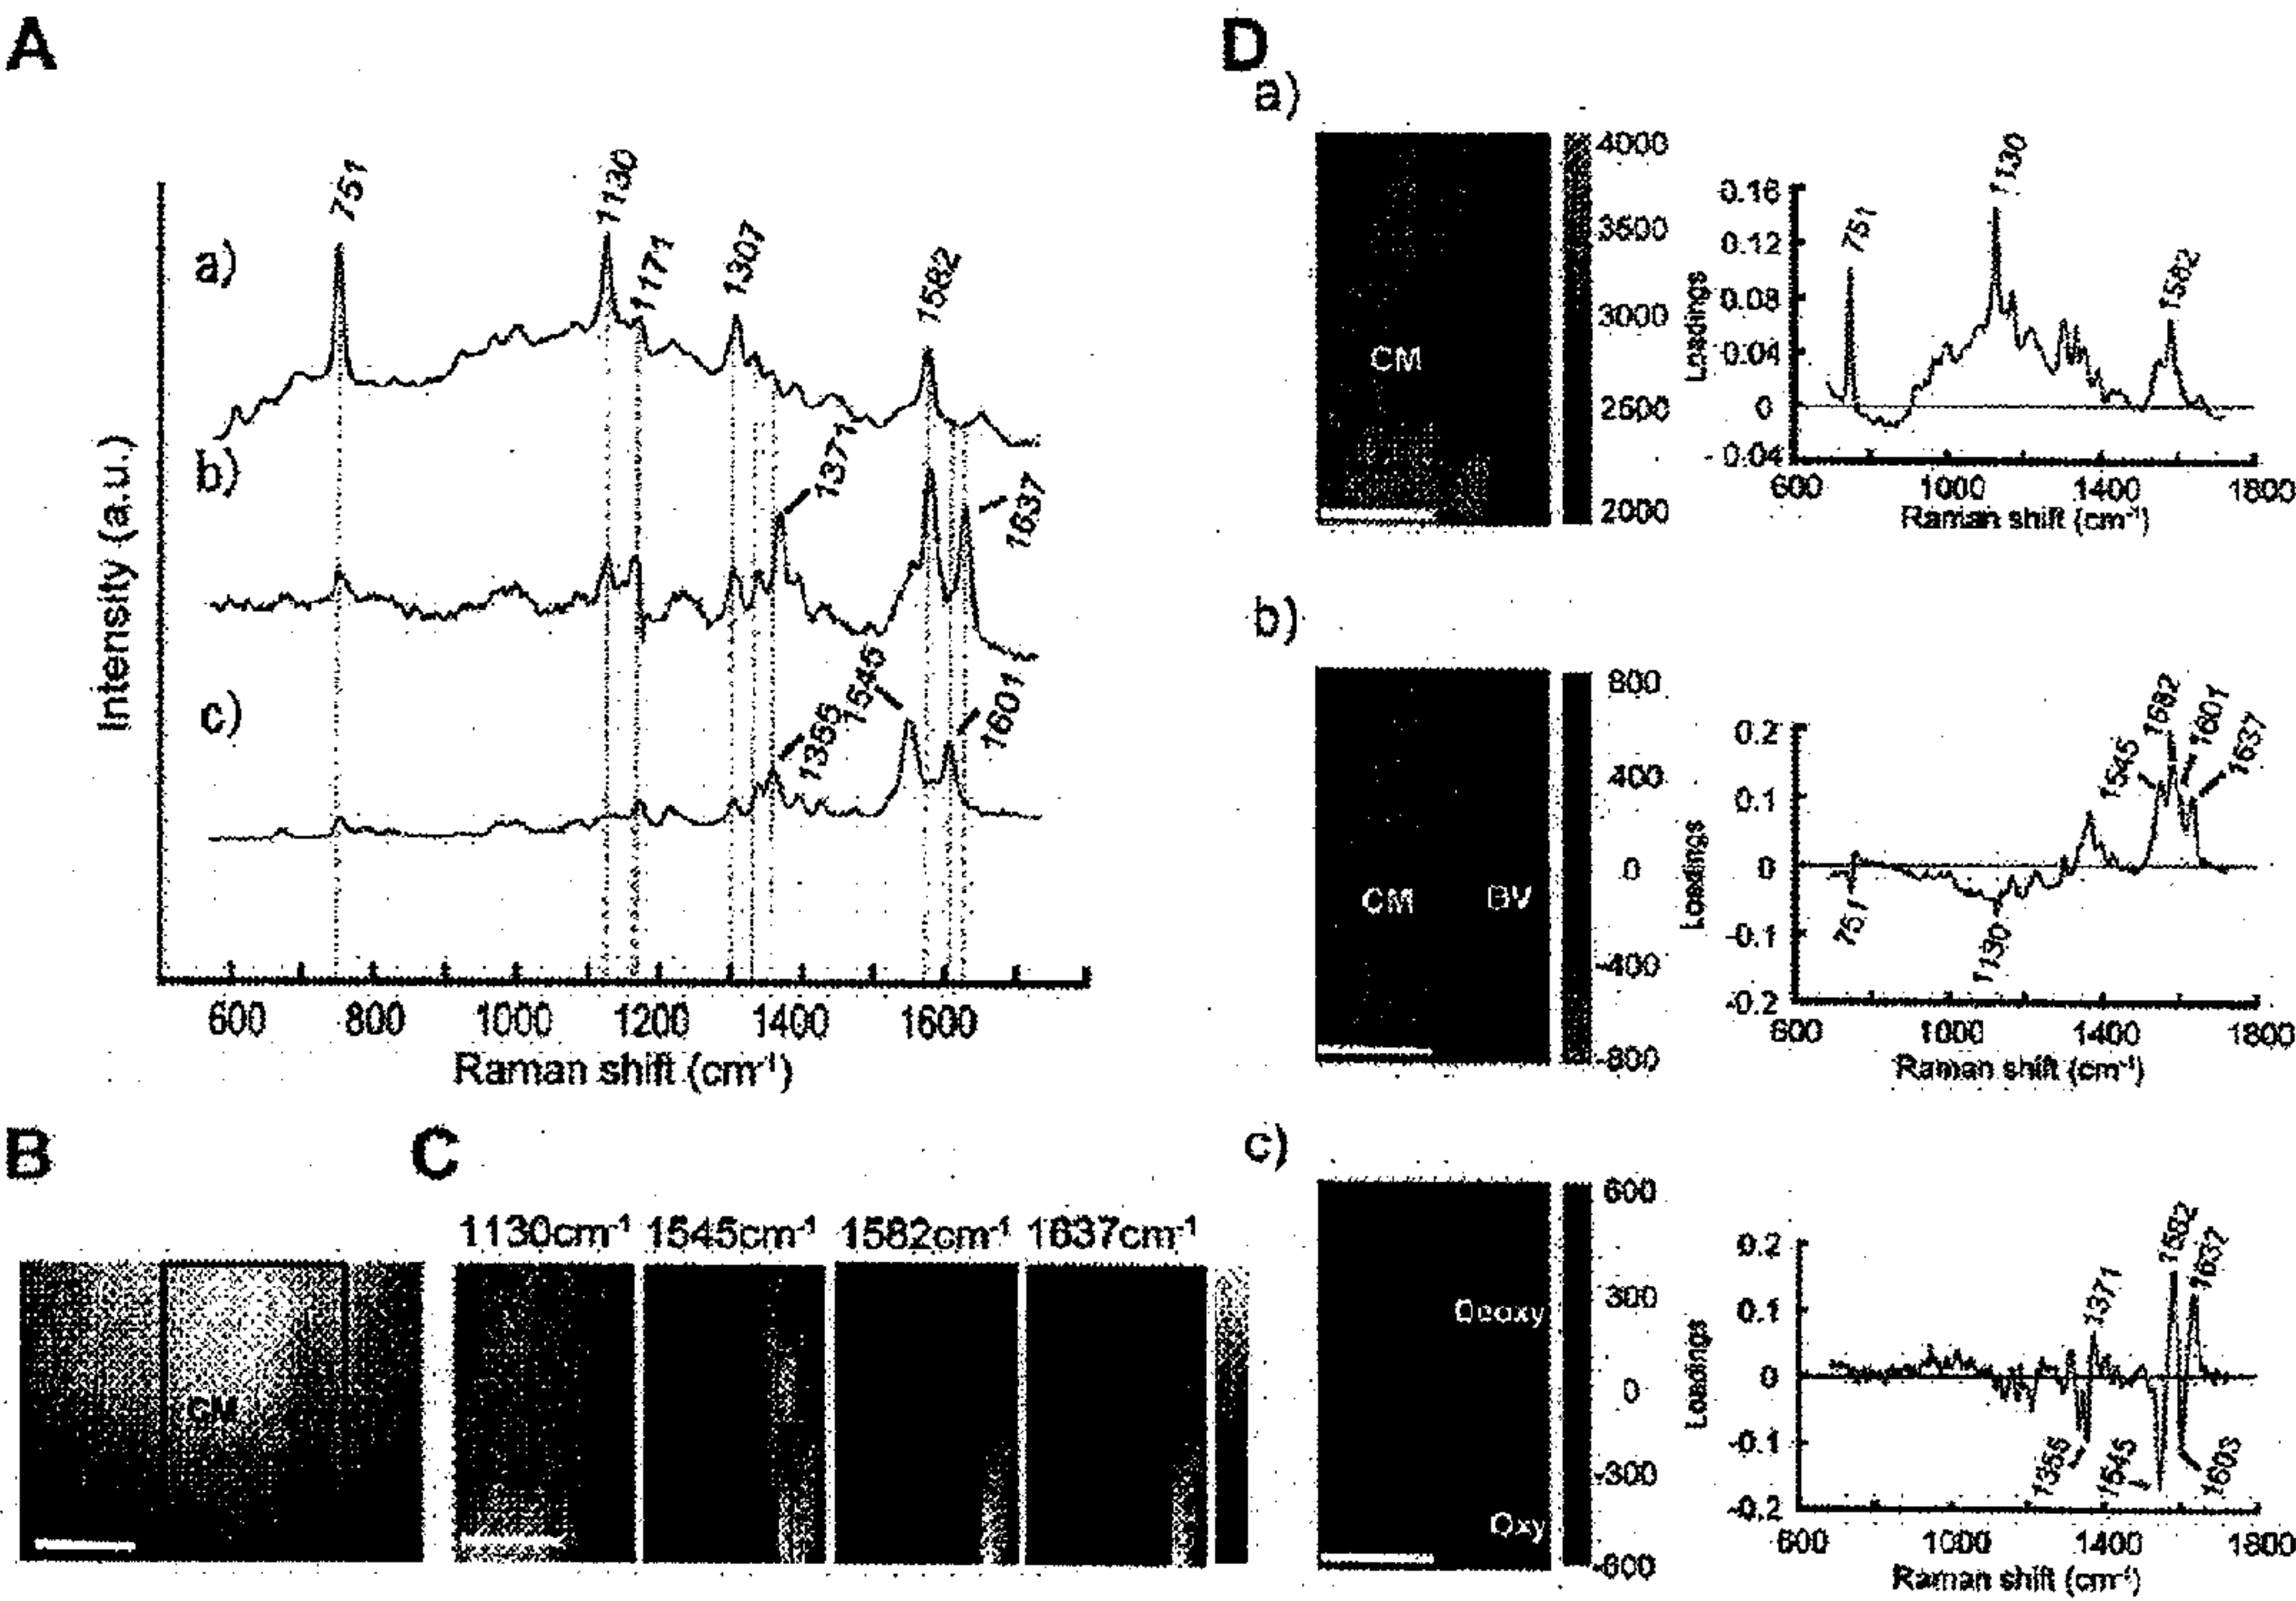 A
a)
751
1130
1171
1307
1582
b)
1371
1637
c)
1355
1545
1601
Intensity (a.u.)
600 800 1000 1200 1400 1600
Raman shift (cm-1)
B
CM
C
1130cm-1 1545cm-1 1582cm-1 1637cm-1
D
a)
CM
4000
3500
3000
2500
2000
Loadings
0.16
0.12
0.08
0.04
0
-0.04
751
1130
1582
600 1000 1400 1800
Raman shift (cm-1)
b)
CM BV
800
400
0
-400
-800
Loadings
0.2
0.1
0
-0.1
-0.2
751
1130
1545
1582
1601
1637
600 1000 1400 1800
Raman shift (cm-1)
c)
Deoxy
Oxy
600
300
0
-300
-600
Loadings
0.2
0.1
0
-0.1
-0.2
1355
1371
1545
1582
1637
1603
600 1000 1400 1800
Raman shift (cm-1)